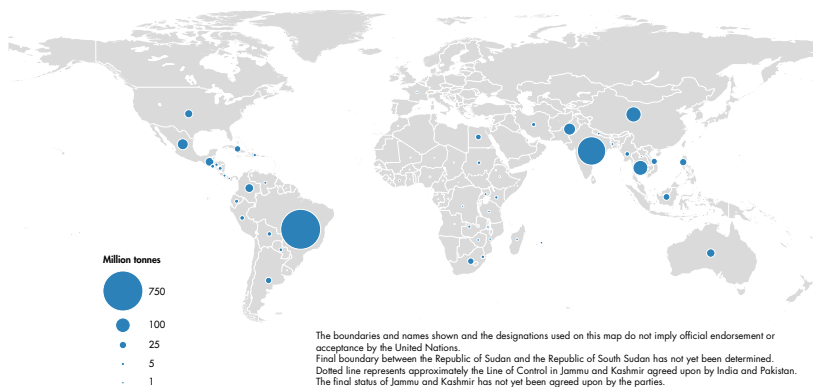 Million tonnes
750
100
25
5
1
The boundaries and names shown and the designations used on this map do not imply official endorsement or
acceptance by the United Nations.
Final boundary between the Republic of Sudan and the Republic of South Sudan has not yet been determined.
Dotted line represents approximately the Line of Control in Jammu and Kashmir agreed upon by India and Pakistan.
The final status of Jammu and Kashmir has not yet been agreed upon by the parties.